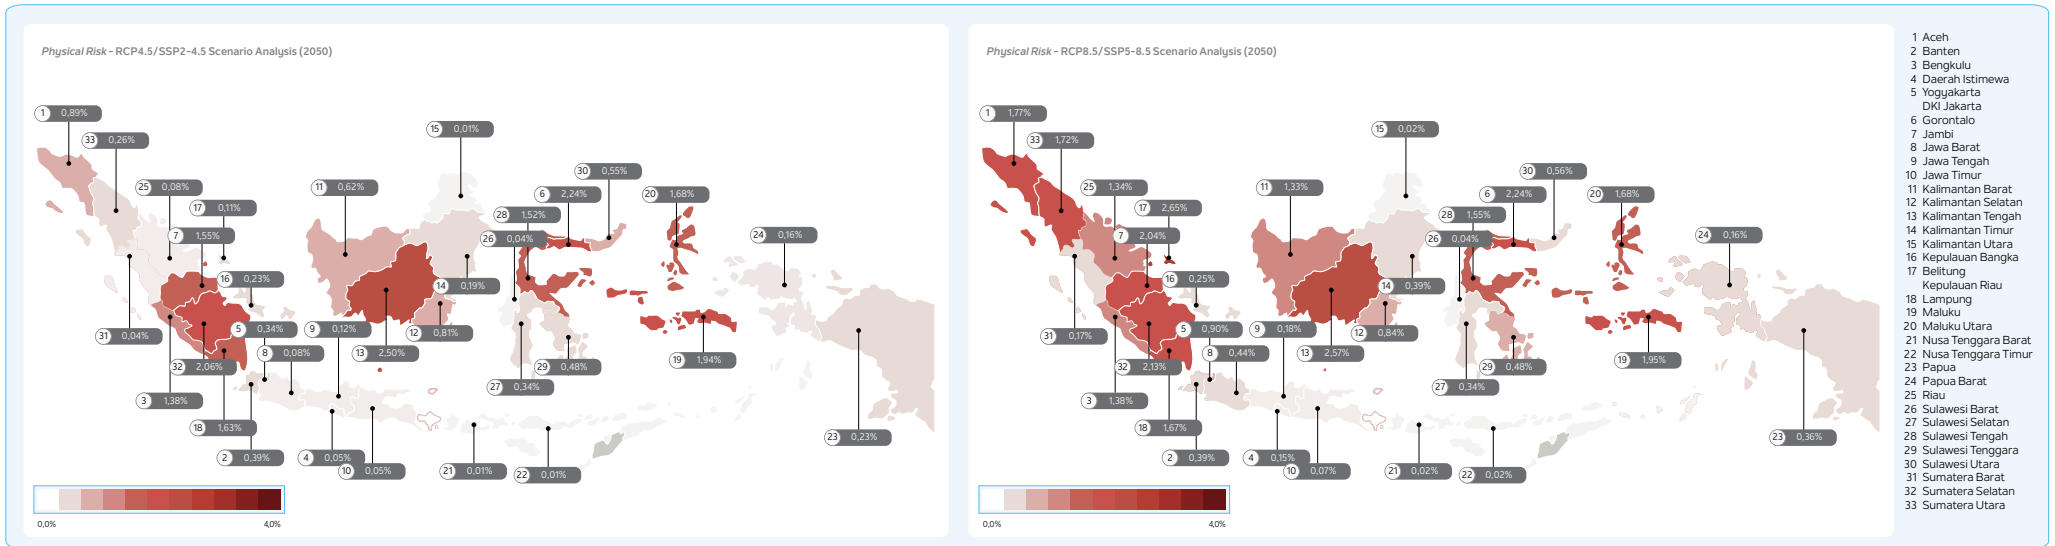 Physical Risk - RCP4.5/SSP2-4.5 Scenario Analysis (2050)
1 0,89%
33 0,26%
15 0,01%
30 0,55%
25 0,08%
11 0,62%
6 2,24%
20 1,68%
17 0,11%
28 1,52%
7 1,55%
26 0,04%
24 0,16%
16 0,23%
14 0,19%
31 0,04%
5 0,34%
9 0,12%
12 0,81%
8 0,08%
13 2,50%
19 1,94%
32 2,06%
29 0,48%
27 0,34%
3 1,38%
18 1,63%
23 0,23%
2 0,39%
4 0,05%
10 0,05%
21 0,01%
22 0,01%
0,0%
4,0%
Physical Risk - RCP8.5/SSP5-8.5 Scenario Analysis (2050)
1 1,77%
33 1,72%
15 0,02%
30 0,56%
25 1,34%
11 1,33%
6 2,24%
20 1,68%
17 2,65%
28 1,55%
7 2,04%
26 0,04%
24 0,16%
16 0,25%
14 0,39%
31 0,17%
5 0,90%
9 0,18%
12 0,84%
8 0,44%
13 2,57%
19 1,95%
32 2,13%
29 0,48%
27 0,34%
3 1,38%
18 1,67%
23 0,36%
2 0,39%
4 0,15%
10 0,07%
21 0,02%
22 0,02%
0,0%
4,0%
1 Aceh
2 Banten
3 Bengkulu
4 Daerah Istimewa
5 Yogyakarta
DKI Jakarta
6 Gorontalo
7 Jambi
8 Jawa Barat
9 Jawa Tengah
10 Jawa Timur
11 Kalimantan Barat
12 Kalimantan Selatan
13 Kalimantan Tengah
14 Kalimantan Timur
15 Kalimantan Utara
16 Kepulauan Bangka
17 Belitung
Kepulauan Riau
18 Lampung
19 Maluku
20 Maluku Utara
21 Nusa Tenggara Barat
22 Nusa Tenggara Timur
23 Papua
24 Papua Barat
25 Riau
26 Sulawesi Barat
27 Sulawesi Selatan
28 Sulawesi Tengah
29 Sulawesi Tenggara
30 Sulawesi Utara
31 Sumatera Barat
32 Sumatera Selatan
33 Sumatera Utara